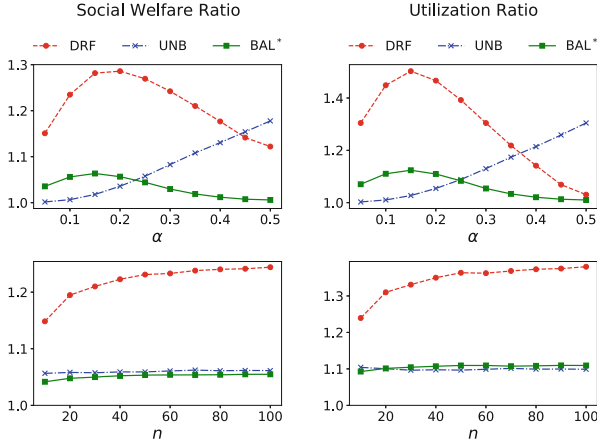 Social Welfare Ratio
Utilization Ratio
DRF UNB BAL*
DRF UNB BAL*
1.3
1.2
1.1
1.0
0.1 0.2 0.3 0.4 0.5
α
1.4
1.2
1.0
0.1 0.2 0.3 0.4 0.5
α
1.2
1.1
1.0
20 40 60 80 100
n
1.3
1.2
1.1
1.0
20 40 60 80 100
n